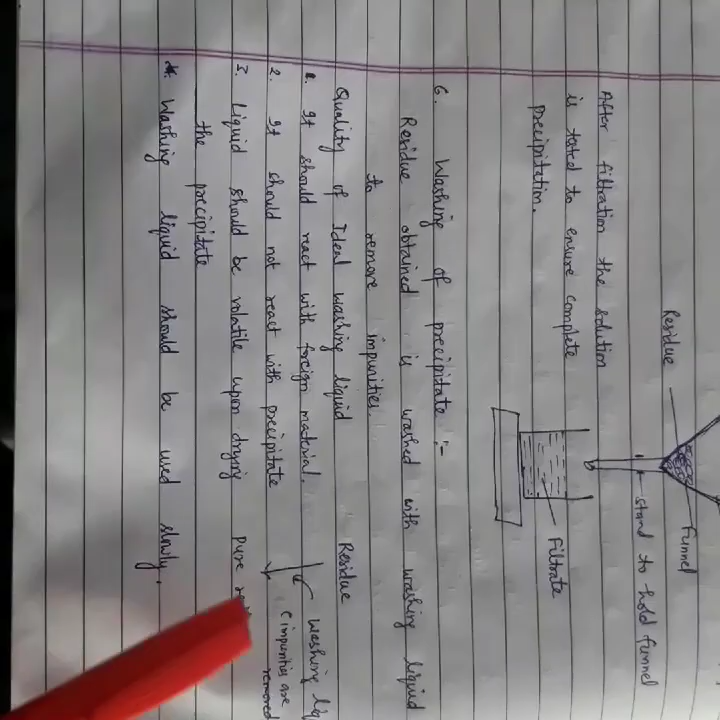 Residue
Funnel
stand to hold funnel
Filtrate
After filtration the solution
is tested to ensure complete
precipitation.
6. Washing of precipitate :-
Residue obtained is washed with washing liquid
to remove impurities.
Quality of Ideal washing liquid
1. It should react with foreign material.
2. It should not react with precipitate
3. Liquid should be volatile upon drying
the precipitate
4. Washing liquid should be used slowly.
Residue
washing
(impurities are
removed
Pure